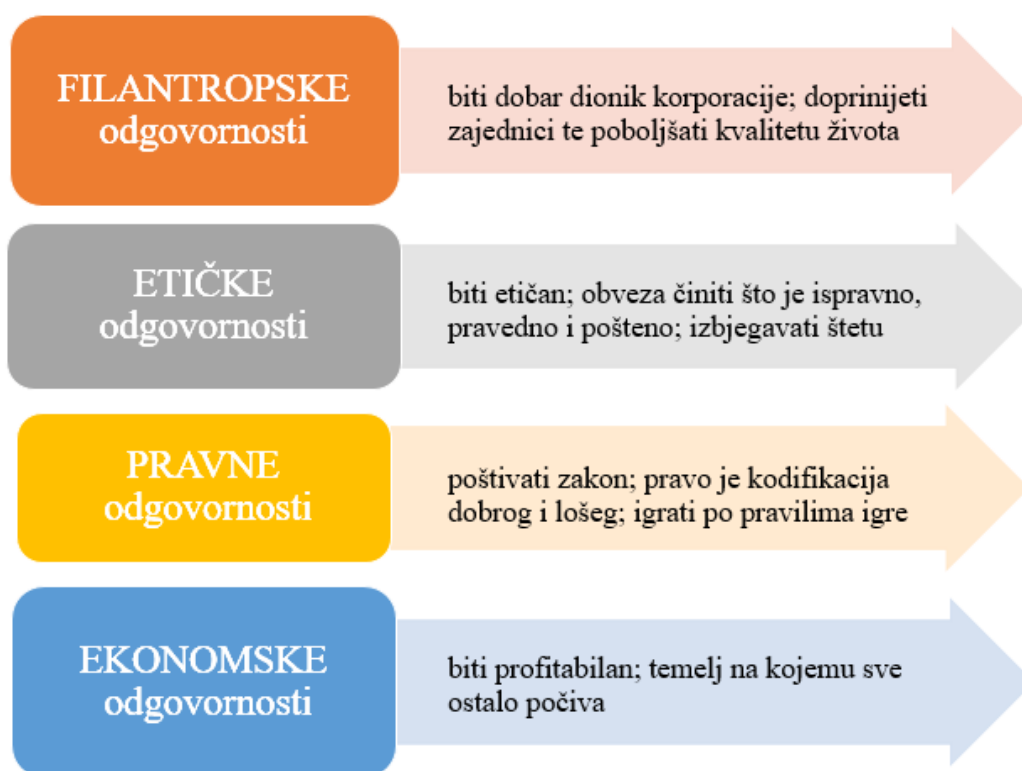 FILANTROPSKE
odgovornosti
biti dobar dionik korporacije; doprinijeti
zajednici te poboljšati kvalitetu života
ETIČKE
odgovornosti
biti etičan; obveza činiti što je ispravno,
pravedno i pošteno; izbjegavati štetu
PRAVNE
odgovornosti
poštivati zakon; pravo je kodifikacija
dobrog i lošeg; igrati po pravilima igre
EKONOMSKE
odgovornosti
biti profitabilan; temelj na kojemu sve
ostalo počiva